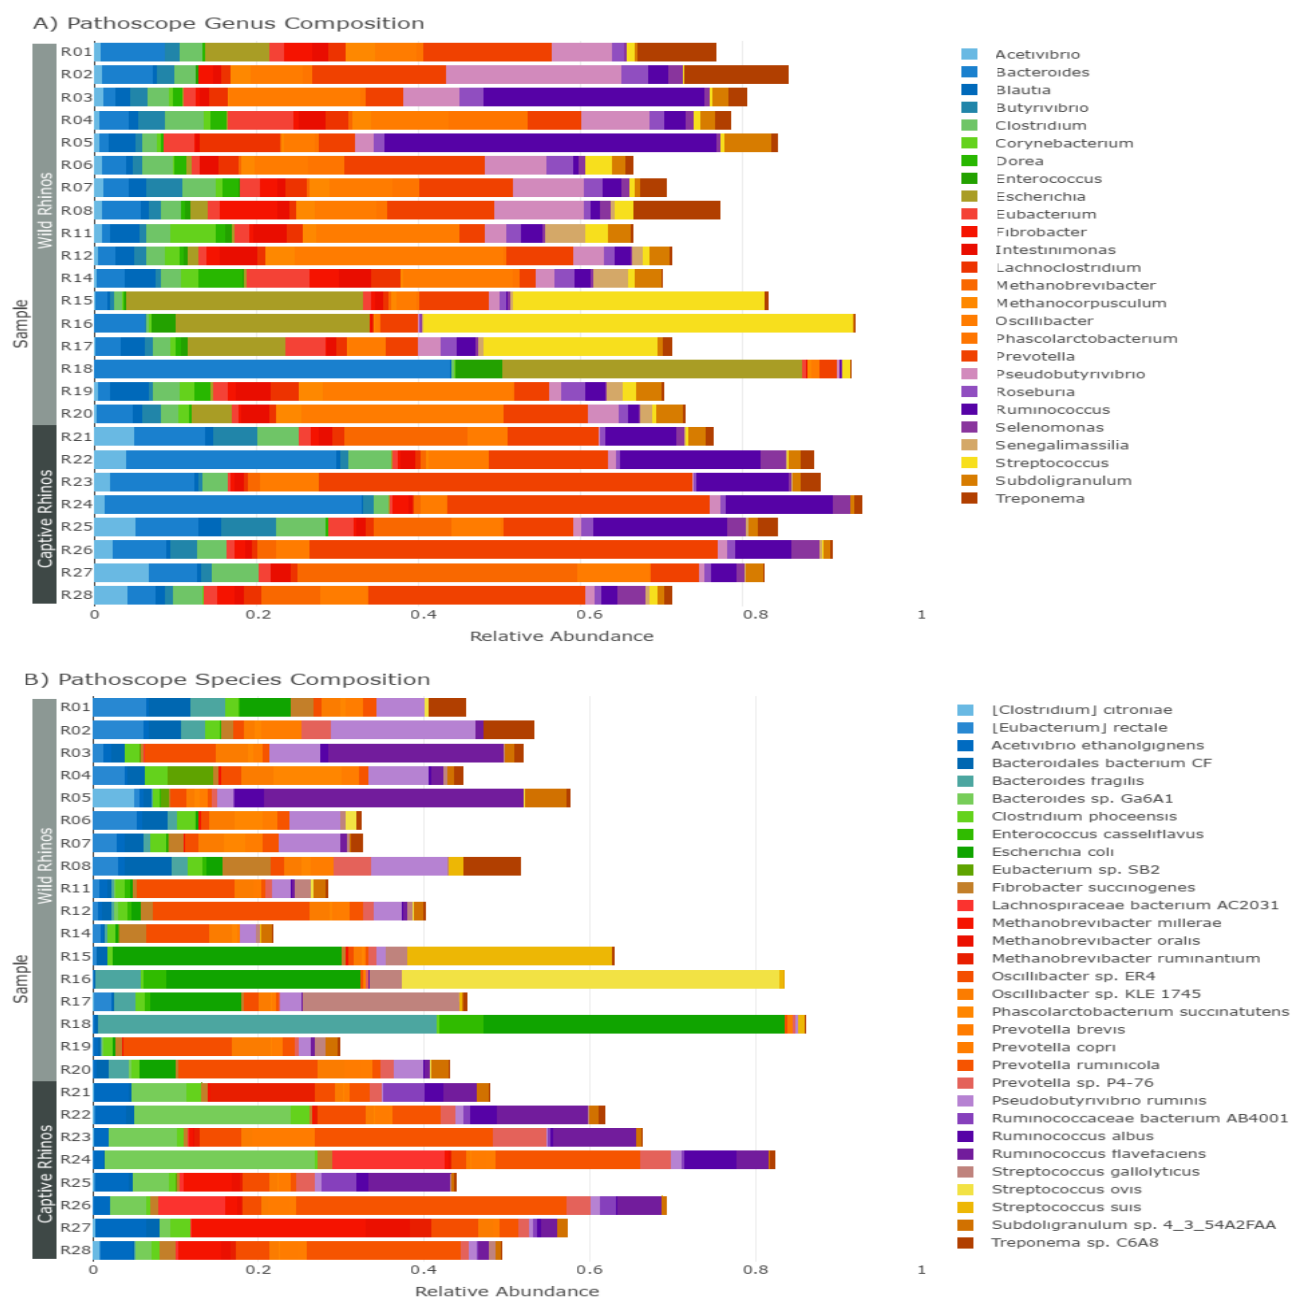 A) Pathoscope Genus Composition
R01
R02
R03
R04
R05
R06
R07
R08
R11
R12
R14
R15
R16
R17
R18
R19
R20
R21
R22
R23
R24
R25
R26
R27
R28
Wild Rhinos
Captive Rhinos
Sample
0 0.2 0.4 0.6 0.8 1
Relative Abundance
Acetivibrio
Bacteroides
Blautia
Butyrivibrio
Clostridium
Corynebacterium
Dorea
Enterococcus
Escherichia
Eubacterium
Fibrobacter
Intestinimonas
Lachnoclostridium
Methanobrevibacter
Methanocorpusculum
Oscillibacter
Phascolarctobacterium
Prevotella
Pseudobutyrivibrio
Roseburia
Ruminococcus
Selenomonas
Senegalimassilia
Streptococcus
Subdoligranulum
Treponema
B) Pathoscope Species Composition
R01
R02
R03
R04
R05
R06
R07
R08
R11
R12
R14
R15
R16
R17
R18
R19
R20
R21
R22
R23
R24
R25
R26
R27
R28
Wild Rhinos
Captive Rhinos
Sample
0 0.2 0.4 0.6 0.8 1
Relative Abundance
[Clostridium] citroniae
[Eubacterium] rectale
Acetivibrio ethanolgignens
Bacteroidales bacterium CF
Bacteroides fragilis
Bacteroides sp. Ga6A1
Clostridium phoceensis
Enterococcus casseliflavus
Escherichia coli
Eubacterium sp. SB2
Fibrobacter succinogenes
Lachnospiraceae bacterium AC2031
Methanobrevibacter millerae
Methanobrevibacter oralis
Methanobrevibacter ruminantium
Oscillibacter sp. ER4
Oscillibacter sp. KLE 1745
Phascolarctobacterium succinatutens
Prevotella brevis
Prevotella copri
Prevotella ruminicola
Prevotella sp. P4-76
Pseudobutyrivibrio ruminis
Ruminococcaceae bacterium AB4001
Ruminococcus albus
Ruminococcus flavefaciens
Streptococcus gallolyticus
Streptococcus ovis
Streptococcus suis
Subdoligranulum sp. 4_3_54A2FAA
Treponema sp. C6A8